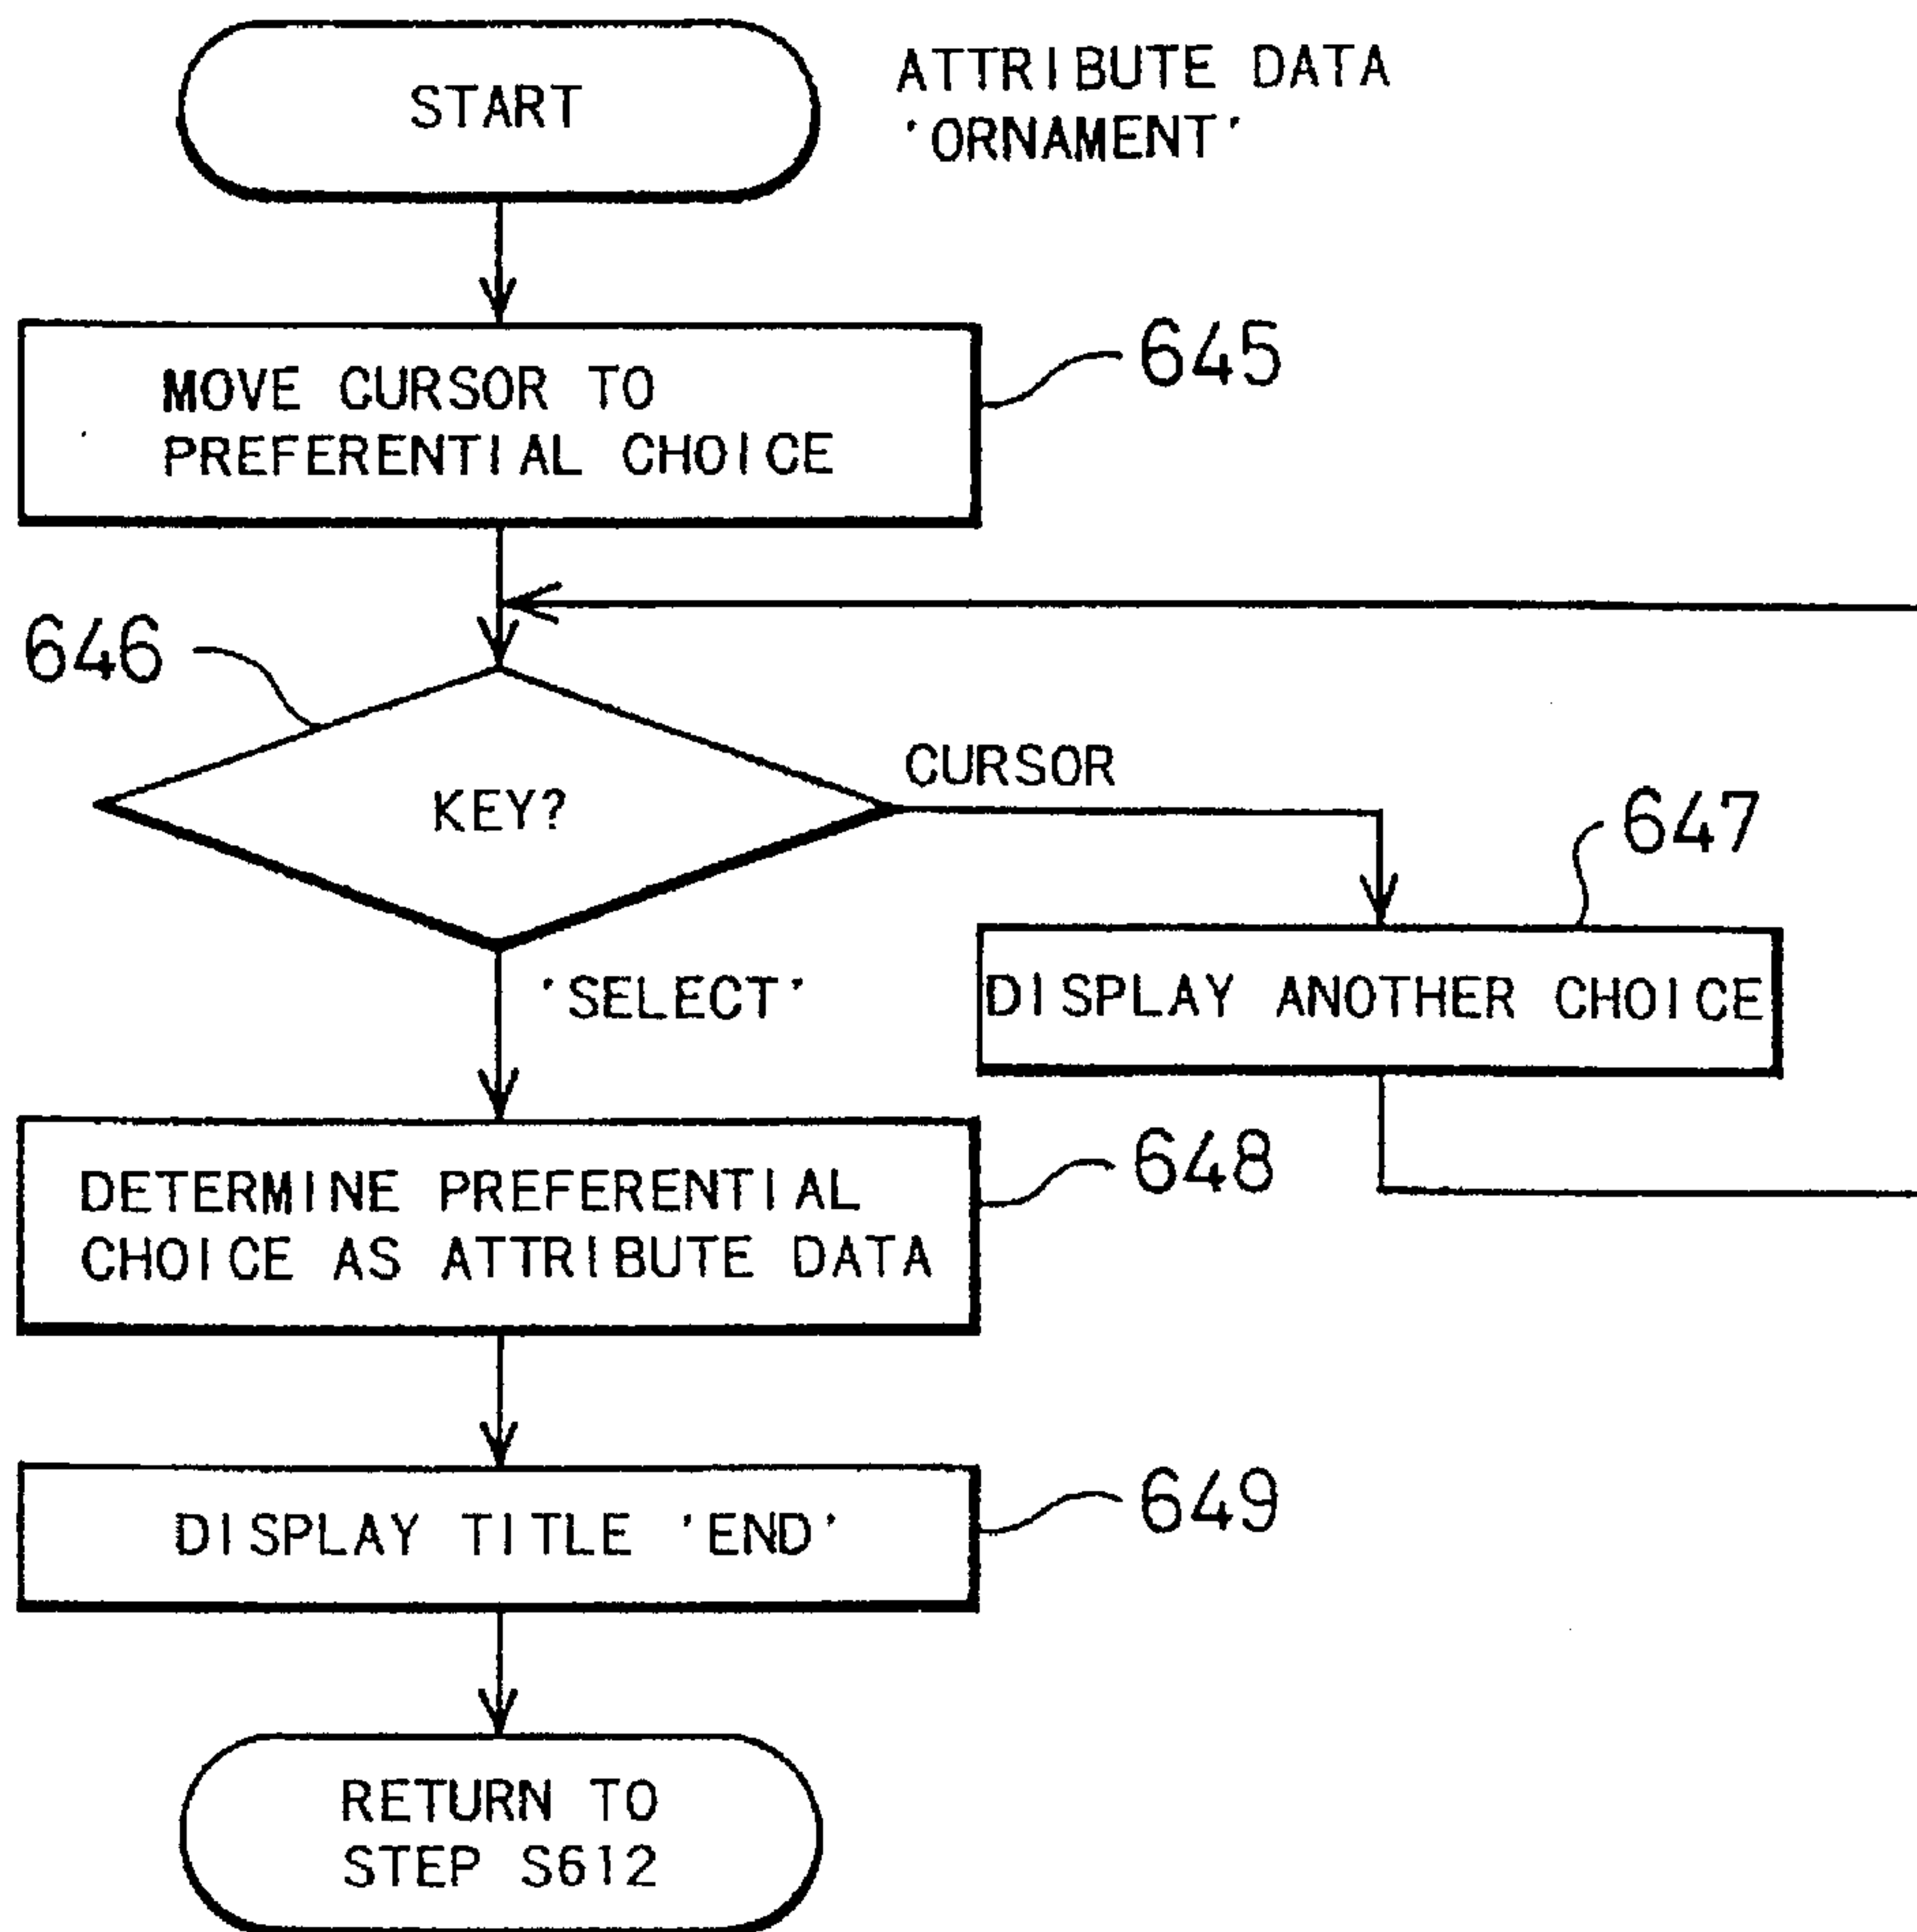 START
ATTRIBUTE DATA
'ORNAMENT'
MOVE CURSOR TO
PREFERENTIAL CHOICE
645
646
KEY?
CURSOR
647
'SELECT'
DISPLAY ANOTHER CHOICE
DETERMINE PREFERENTIAL
CHOICE AS ATTRIBUTE DATA
648
DISPLAY TITLE 'END'
649
RETURN TO
STEP S612